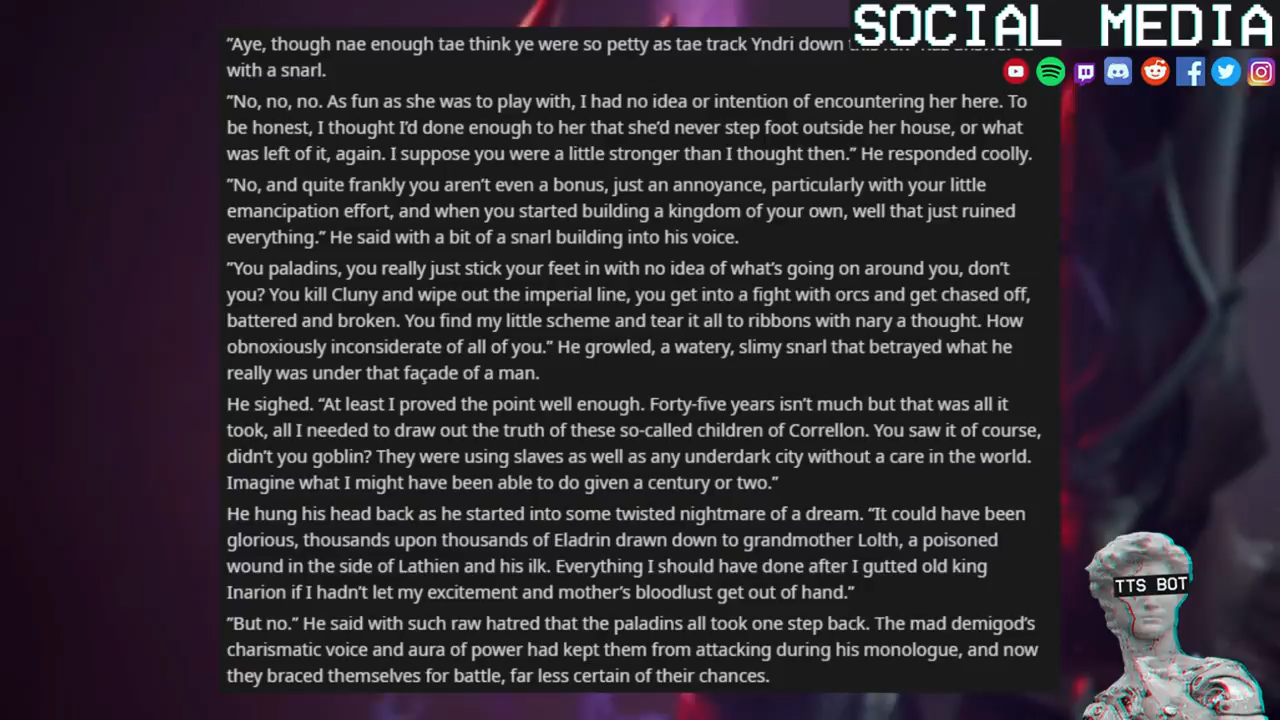 SOCIAL MEDIA
"Aye, though nae enough tae think ye were so petty as tae track Yndri down
with a snarl.
"No, no, no. As fun as she was to play with, I had no idea or intention of encountering her here. To
be honest, I thought I'd done enough to her that she'd never step foot outside her house, or what
was left of it, again. I suppose you were a little stronger than I thought then." He responded coolly.
"No, and quite frankly you aren't even a bonus, just an annoyance, particularly with your little
emancipation effort, and when you started building a kingdom of your own, well that just ruined
everything." He said with a bit of a snarl building into his voice.
"You paladins, you really just stick your feet in with no idea of what's going on around you, don't
you? You kill Cluny and wipe out the imperial line, you get into a fight with orcs and get chased off,
battered and broken. You find my little scheme and tear it all to ribbons with nary a thought. How
obnoxiously inconsiderate of all of you." He growled, a watery, slimy snarl that betrayed what he
really was under that façade of a man.
He sighed. "At least I proved the point well enough. Forty-five years isn't much but that was all it
took, all I needed to draw out the truth of these so-called children of Correllon. You saw it of course,
didn't you goblin? They were using slaves as well as any underdark city without a care in the world.
Imagine what I might have been able to do given a century or two."
He hung his head back as he started into some twisted nightmare of a dream. "It could have been
glorious, thousands upon thousands of Eladrin drawn down to grandmother Lolth, a poisoned
wound in the side of Lathien and his ilk. Everything I should have done after I gutted old king
Inarion if I hadn't let my excitement and mother's bloodlust get out of hand."
"But no." He said with such raw hatred that the paladins all took one step back. The mad demigod's
charismatic voice and aura of power had kept them from attacking during his monologue, and now
they braced themselves for battle, far less certain of their chances.
TTS BOT